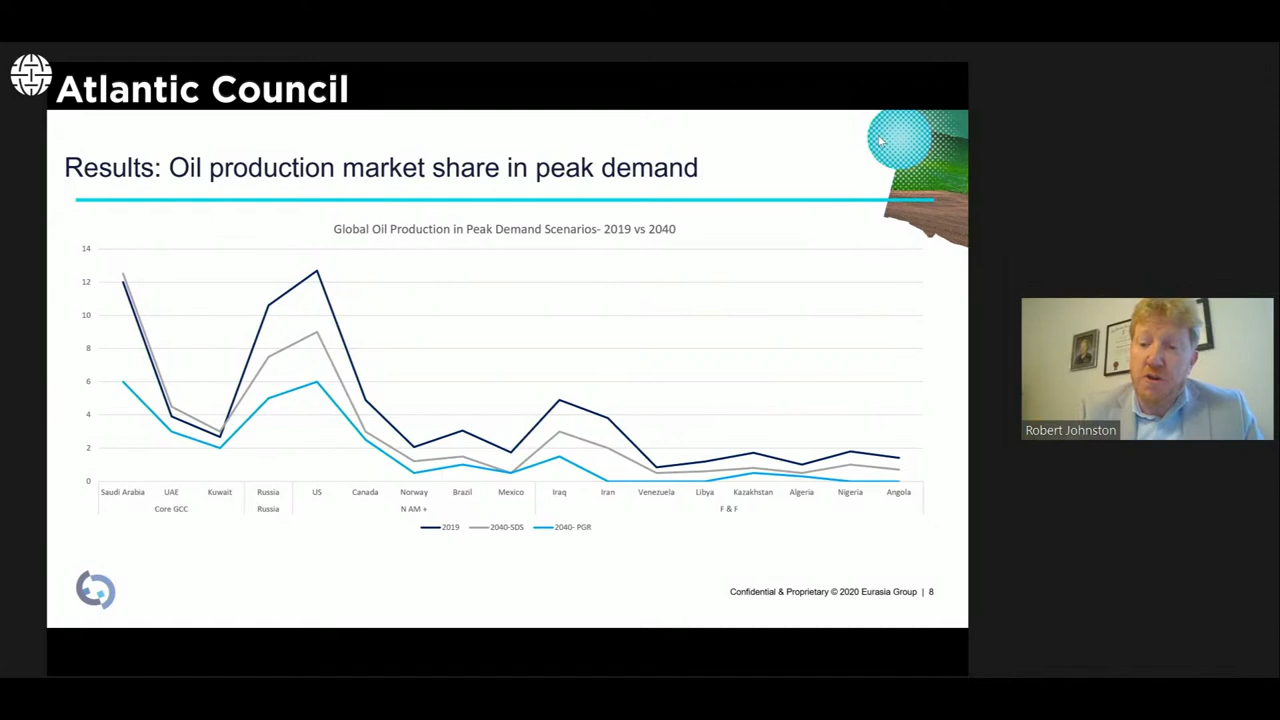 Atlantic Council
Results: Oil production market share in peak demand
Global Oil Production in Peak Demand Scenarios- 2019 vs 2040
14
12
10
8
6
4
2
0
Saudi Arabia UAE Kuwait Russia US Canada Norway Brazil Mexico Iraq Iran Venezuela Libya Kazakhstan Algeria Nigeria Angola
Core GCC Russia N AM + F & F
2019 2040-SDS 2040- PGR
Confidential & Proprietary © 2020 Eurasia Group | 8
Robert Johnston